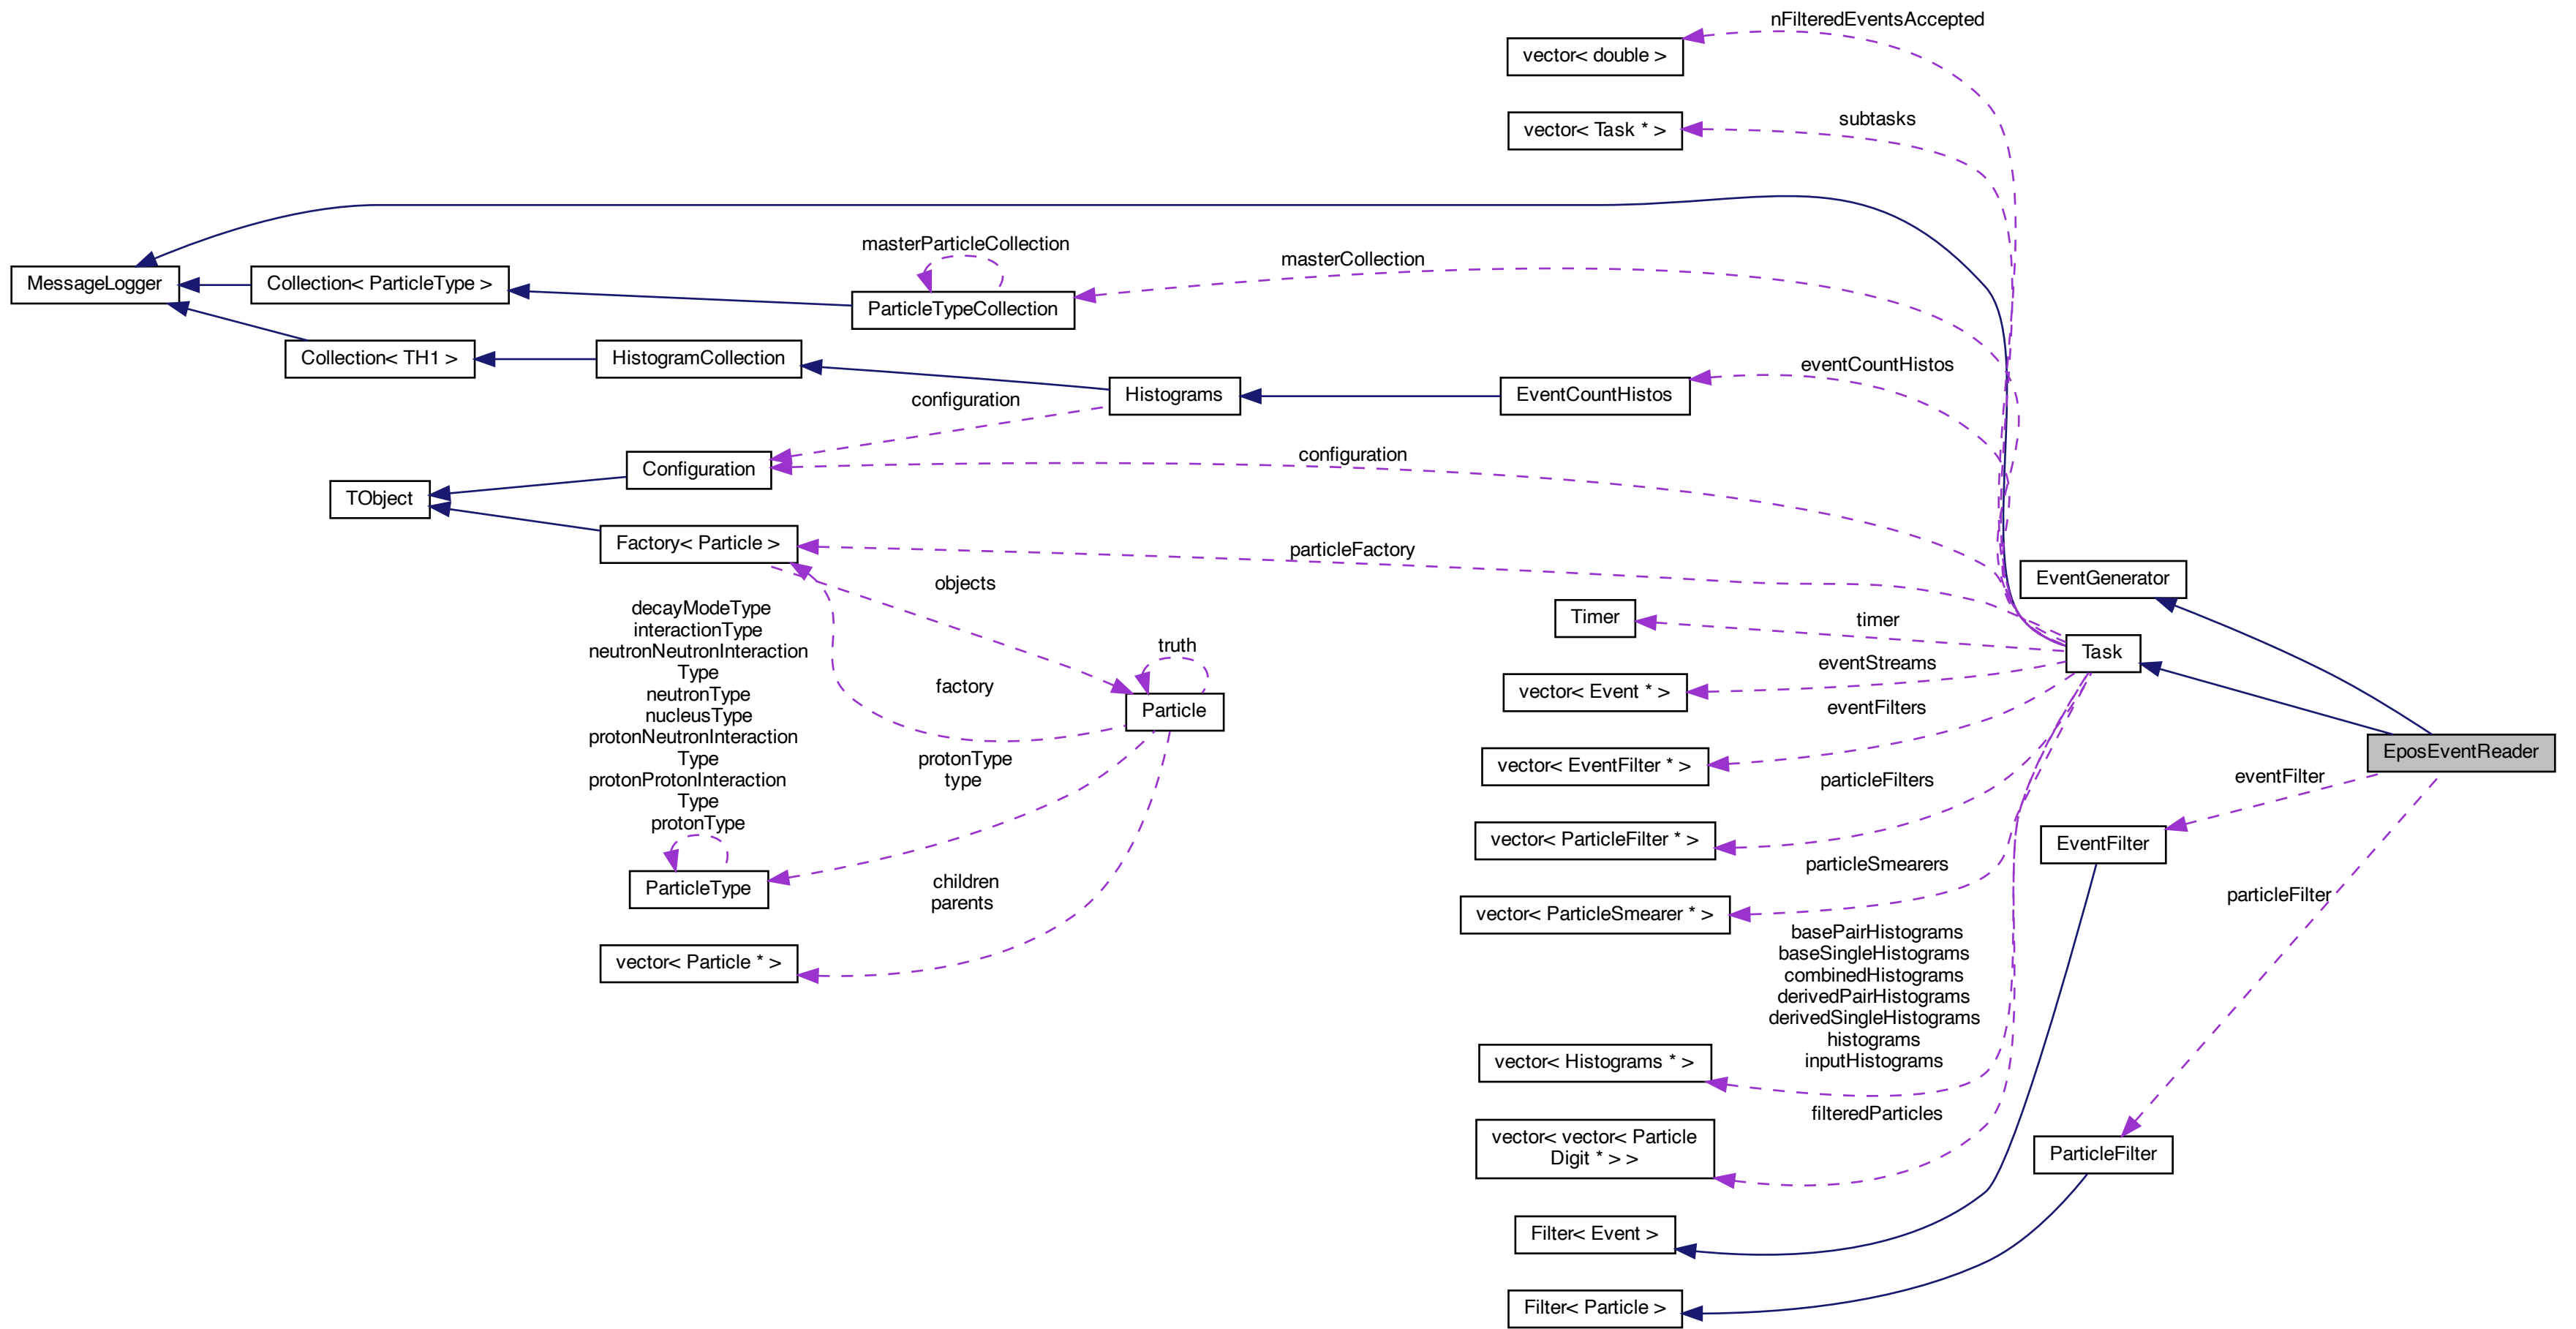 nFilteredEventsAccepted
vector< double >
subtasks
vector< Task * >
masterParticleCollection
masterCollection
MessageLogger
Collection< ParticleType >
ParticleTypeCollection
Collection< TH1 >
HistogramCollection
eventCountHistos
Histograms
EventCountHistos
configuration
configuration
Configuration
TObject
Factory< Particle >
particleFactory
objects
EventGenerator
decayModeType
interactionType
neutronNeutronInteraction
Type
neutronType
nucleusType
protonNeutronInteraction
Type
protonProtonInteraction
Type
protonType
Timer
timer
truth
Task
eventStreams
factory
vector< Event * >
Particle
eventFilters
EposEventReader
protonType
type
vector< EventFilter * >
particleFilters
eventFilter
vector< ParticleFilter * >
EventFilter
particleSmearers
ParticleType
children
parents
particleFilter
vector< ParticleSmearer * >
basePairHistograms
baseSingleHistograms
combinedHistograms
derivedPairHistograms
derivedSingleHistograms
histograms
inputHistograms
vector< Particle * >
vector< Histograms * >
filteredParticles
vector< vector< Particle
Digit * > >
ParticleFilter
Filter< Event >
Filter< Particle >